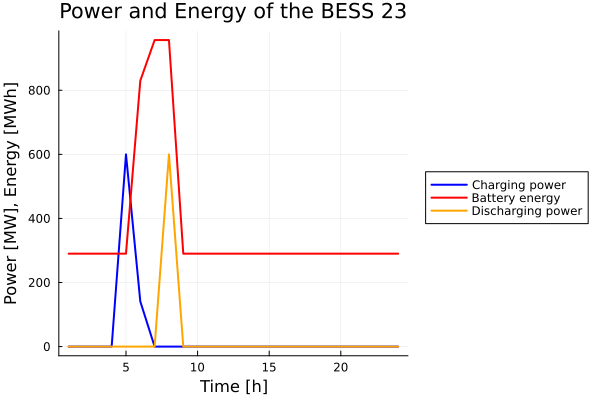 Power and Energy of the BESS 23
Power [MW], Energy [MWh]
800
600
400
200
0
5
10
15
20
Time [h]
Charging power
Battery energy
Discharging power